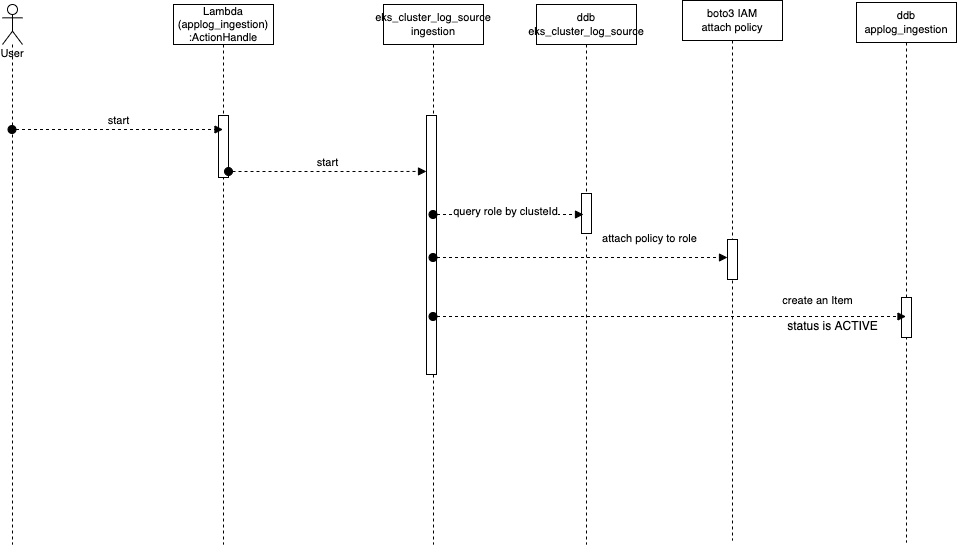 User
Lambda
(applog_ingestion)
:ActionHandle
eks_cluster_log_source
ingestion
ddb
eks_cluster_log_source
boto3 IAM
attach policy
ddb
applog_ingestion
start
start
query role by clusteId
attach policy to role
create an Item
status is ACTIVE